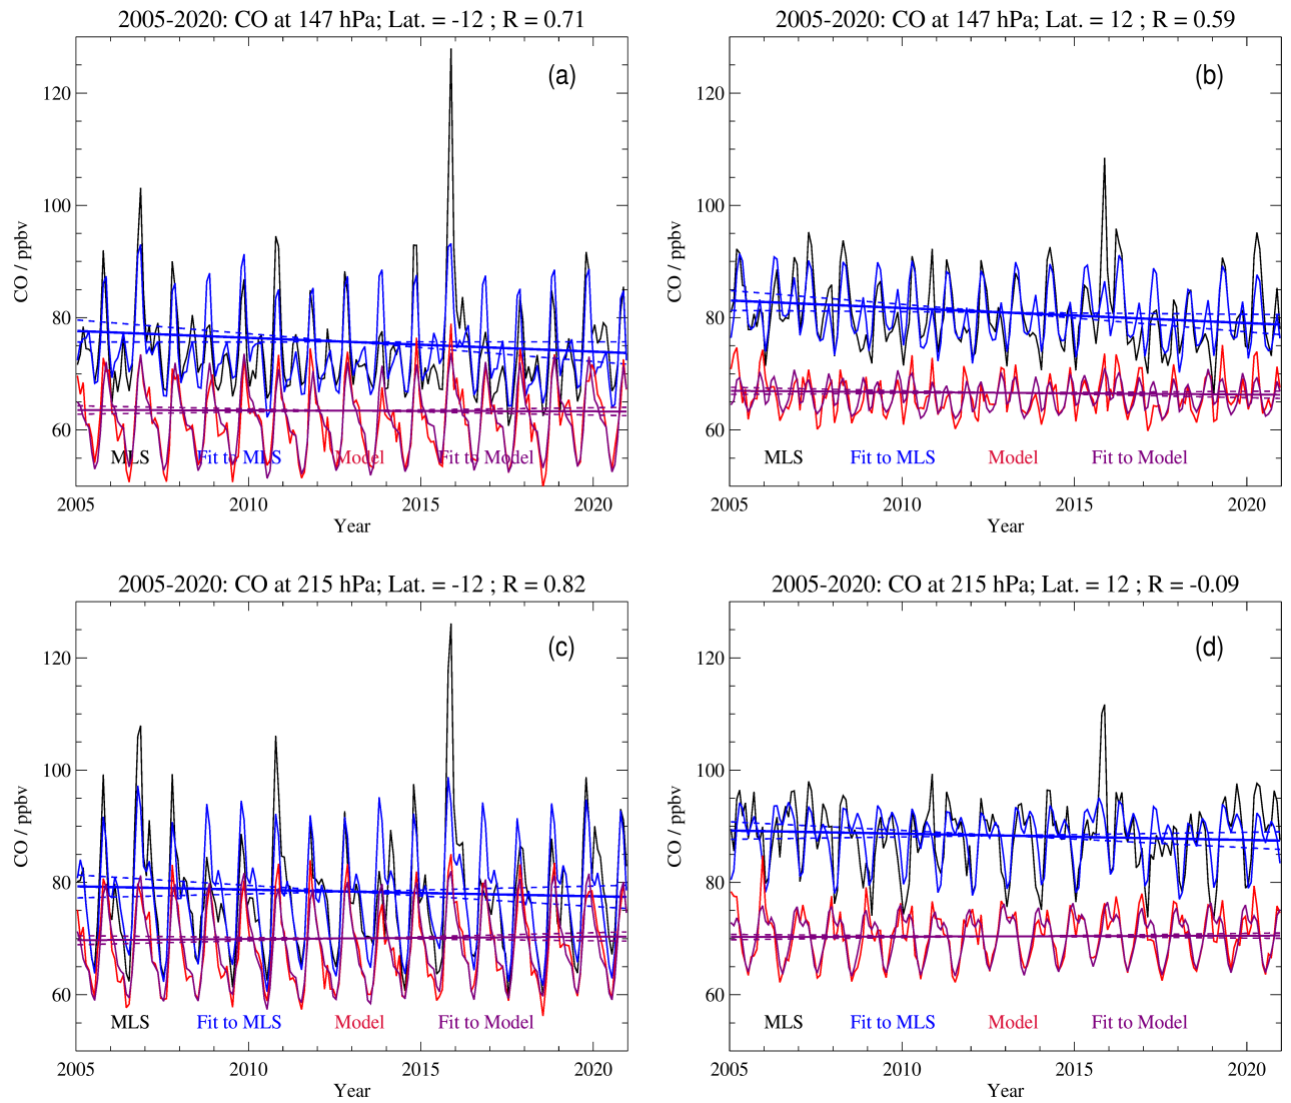 2005-2020: CO at 147 hPa; Lat. = -12 ; R = 0.71
(a)
CO / ppbv
120
100
80
60
MLS Fit to MLS Model Fit to Model
2005 2010 2015 2020
Year
2005-2020: CO at 147 hPa; Lat. = 12 ; R = 0.59
(b)
CO / ppbv
120
100
80
60
MLS Fit to MLS Model Fit to Model
2005 2010 2015 2020
Year
2005-2020: CO at 215 hPa; Lat. = -12 ; R = 0.82
(c)
CO / ppbv
120
100
80
60
MLS Fit to MLS Model Fit to Model
2005 2010 2015 2020
Year
2005-2020: CO at 215 hPa; Lat. = 12 ; R = -0.09
(d)
CO / ppbv
120
100
80
60
MLS Fit to MLS Model Fit to Model
2005 2010 2015 2020
Year